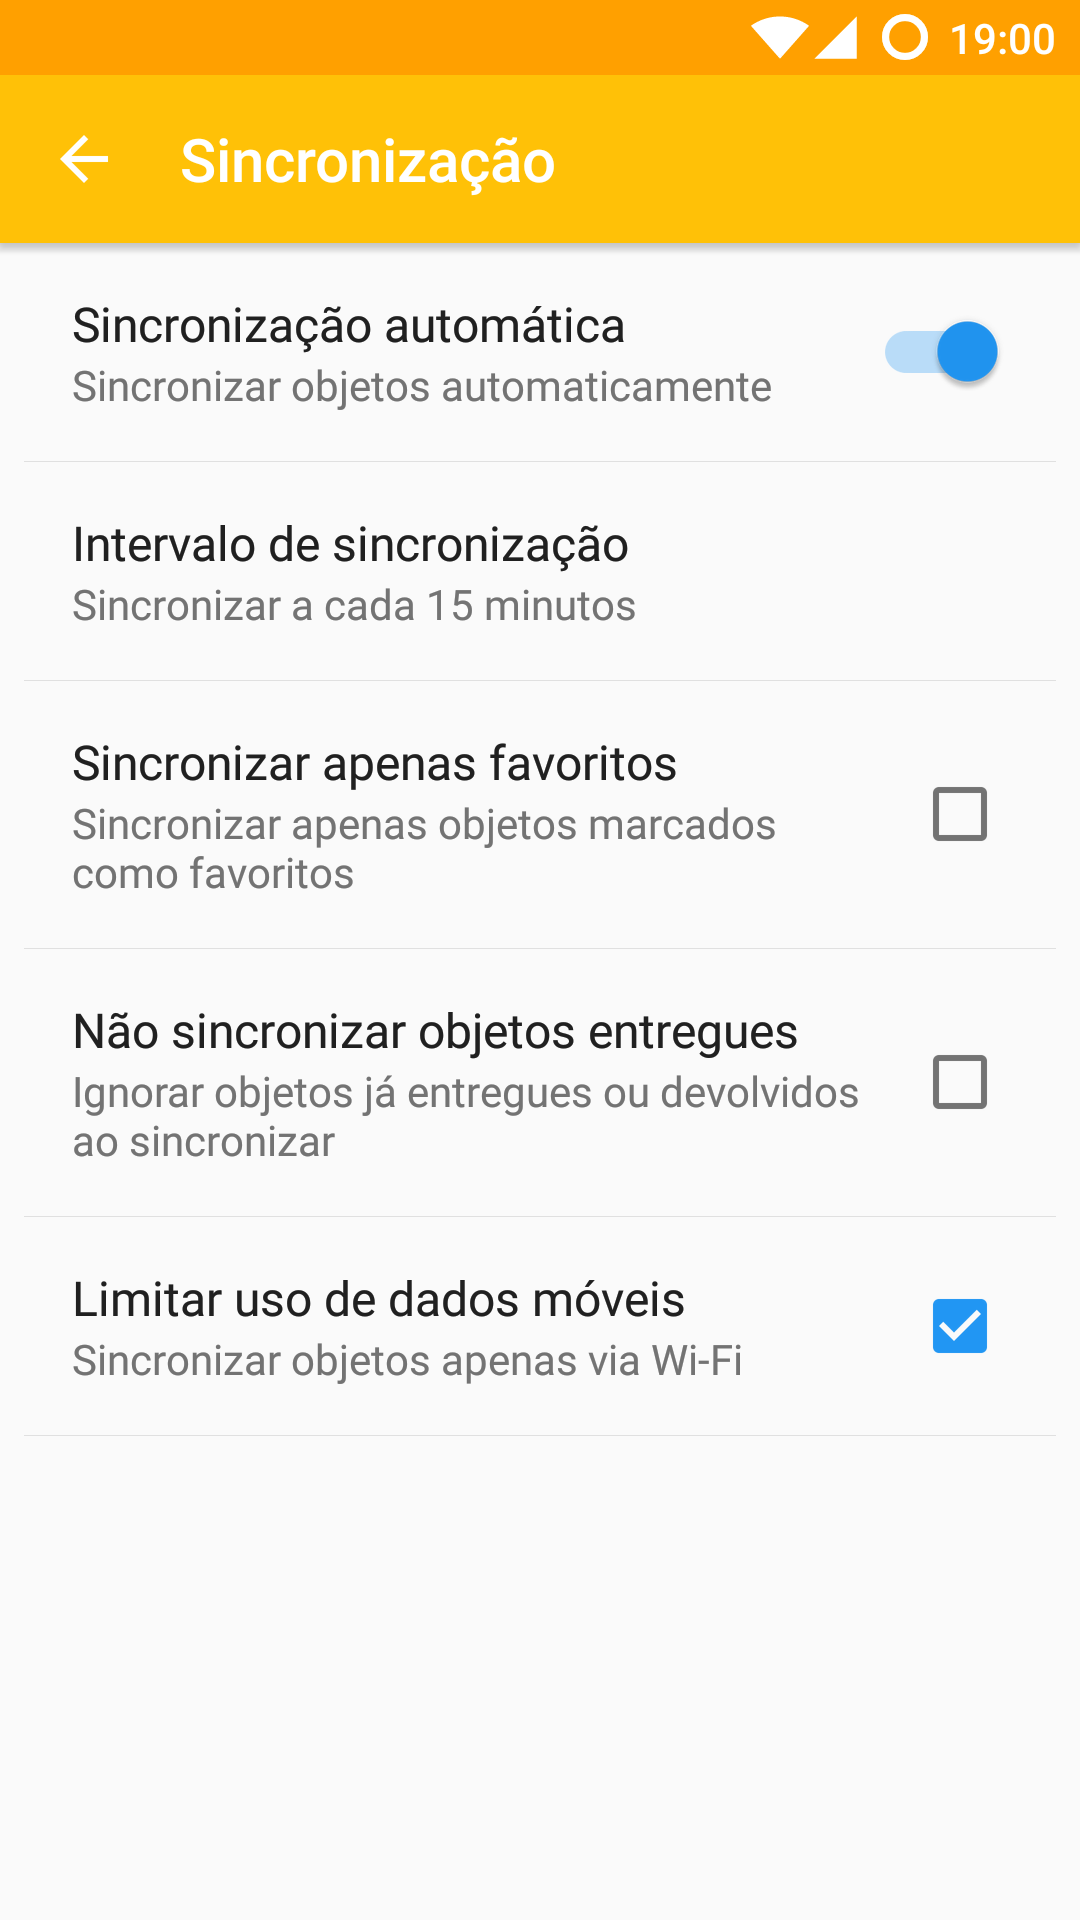 19:00
Sincronização
Sincronização automática
Sincronizar objetos automaticamente
Intervalo de sincronização
Sincronizar a cada 15 minutos
Sincronizar apenas favoritos
Sincronizar apenas objetos marcados
como favoritos
Não sincronizar objetos entregues
Ignorar objetos já entregues ou devolvidos
ao sincronizar
Limitar uso de dados móveis
Sincronizar objetos apenas via Wi-Fi